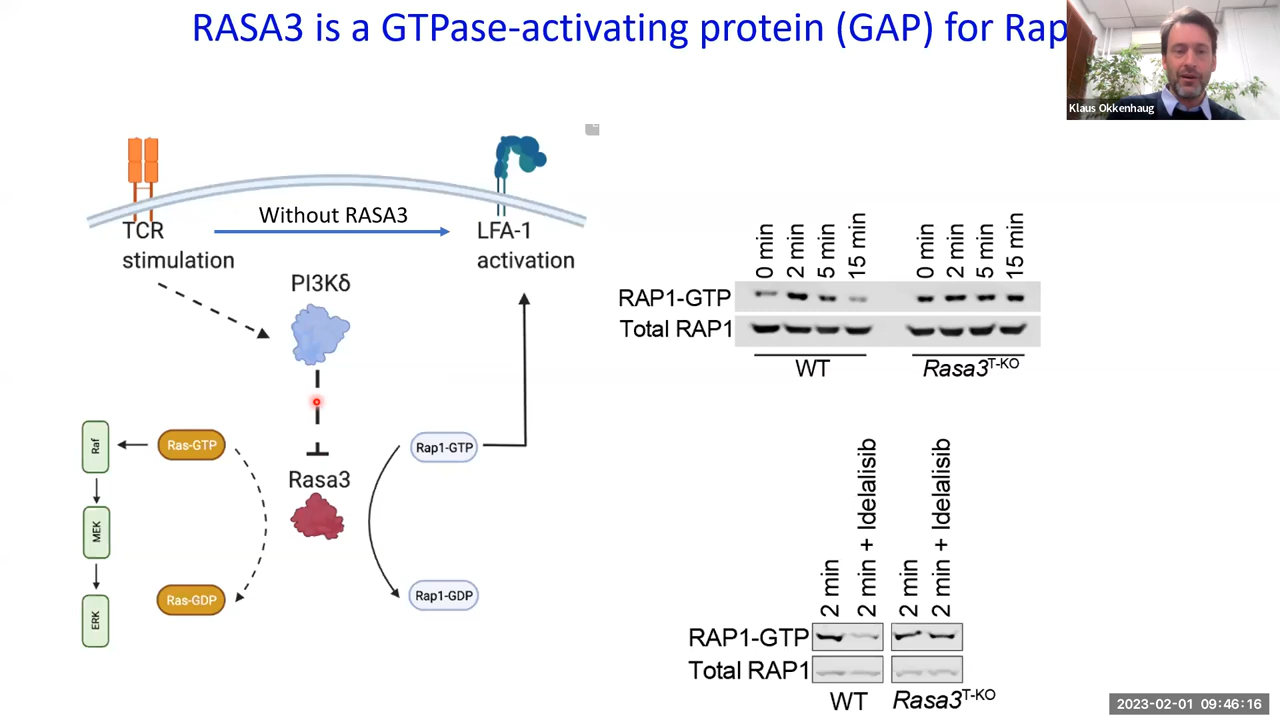 RASA3 is a GTPase-activating protein (GAP) for Rap
Klaus Okkenhaug
Without RASA3
TCR
stimulation
LFA-1
activation
PI3Kδ
Rasa3
Raf
MEK
ERK
Ras-GTP
Ras-GDP
Rap1-GTP
Rap1-GDP
0 min
2 min
5 min
15 min
0 min
2 min
5 min
15 min
RAP1-GTP
Total RAP1
WT
Rasa3T-KO
2 min
2 min + Idelalisib
2 min
2 min + Idelalisib
RAP1-GTP
Total RAP1
WT
Rasa3T-KO
2023-02-01 09:46:16